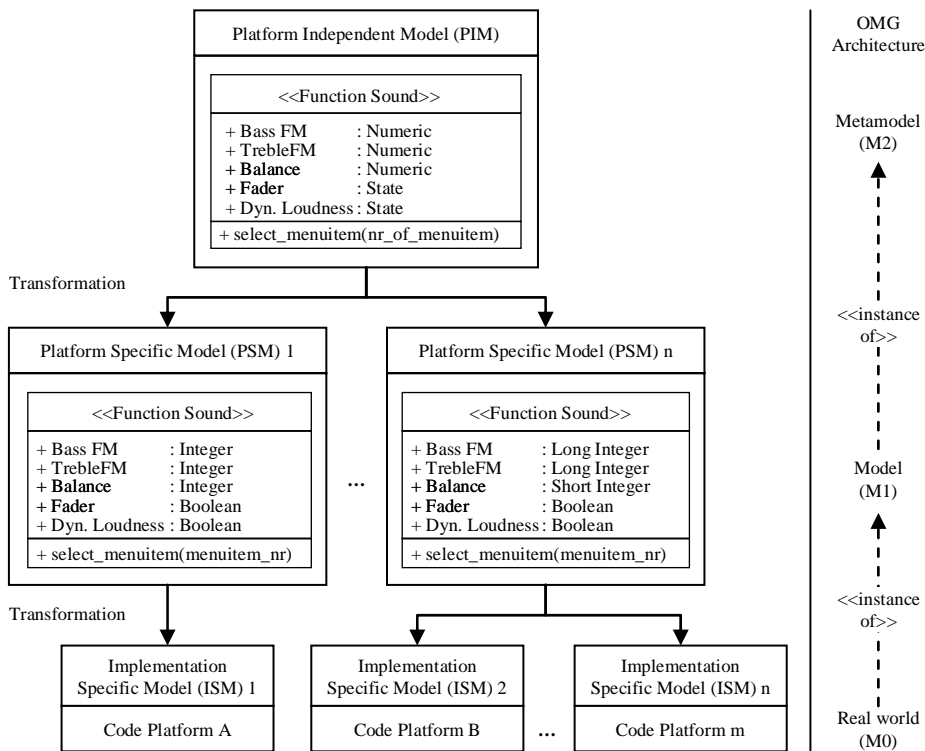 Platform Independent Model (PIM)
<<Function Sound>>
+ Bass FM : Numeric
+ TrebleFM : Numeric
+ Balance : Numeric
+ Fader : State
+ Dyn. Loudness : State
+ select_menuitem(nr_of_menuitem)
Transformation
Platform Specific Model (PSM) 1
<<Function Sound>>
+ Bass FM : Integer
+ TrebleFM : Integer
+ Balance : Integer
+ Fader : Boolean
+ Dyn. Loudness : Boolean
+ select_menuitem(menuitem_nr)
...
Platform Specific Model (PSM) n
<<Function Sound>>
+ Bass FM : Long Integer
+ TrebleFM : Long Integer
+ Balance : Short Integer
+ Fader : Boolean
+ Dyn. Loudness : Boolean
+ select_menuitem(menuitem_nr)
Transformation
Implementation
Specific Model (ISM) 1
Code Platform A
Implementation
Specific Model (ISM) 2
Code Platform B
...
Implementation
Specific Model (ISM) n
Code Platform m
OMG
Architecture
Metamodel
(M2)
<<instance
of>>
Model
(M1)
<<instance
of>>
Real world
(M0)